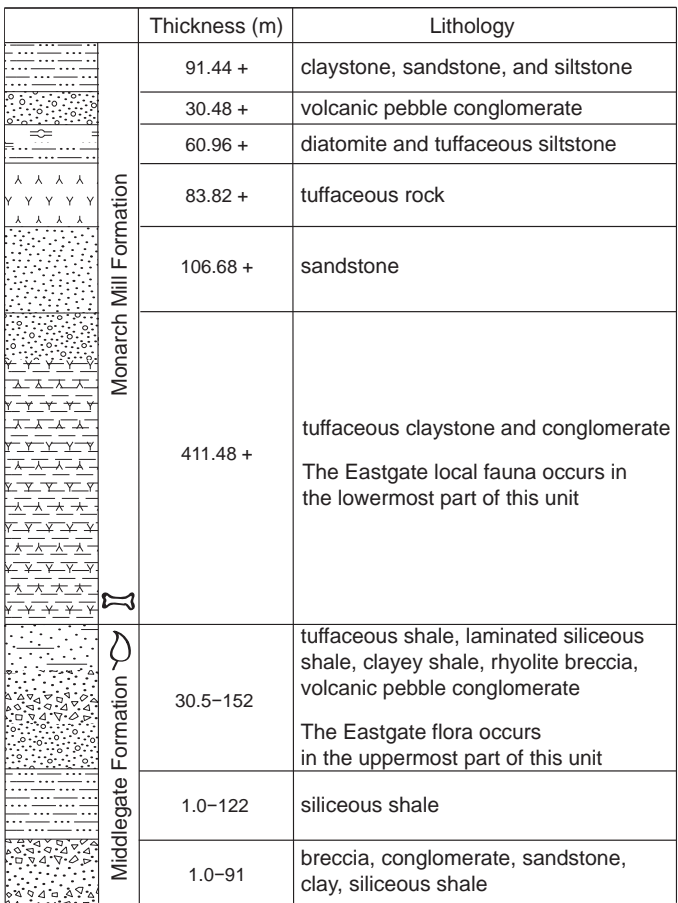 Thickness (m)
Lithology
Monarch Mill Formation
91.44 +
claystone, sandstone, and siltstone
30.48 +
volcanic pebble conglomerate
60.96 +
diatomite and tuffaceous siltstone
83.82 +
tuffaceous rock
106.68 +
sandstone
411.48 +
tuffaceous claystone and conglomerate
The Eastgate local fauna occurs in
the lowermost part of this unit
Middlegate Formation
30.5−152
tuffaceous shale, laminated siliceous
shale, clayey shale, rhyolite breccia,
volcanic pebble conglomerate
The Eastgate flora occurs
in the uppermost part of this unit
1.0−122
siliceous shale
1.0−91
breccia, conglomerate, sandstone,
clay, siliceous shale